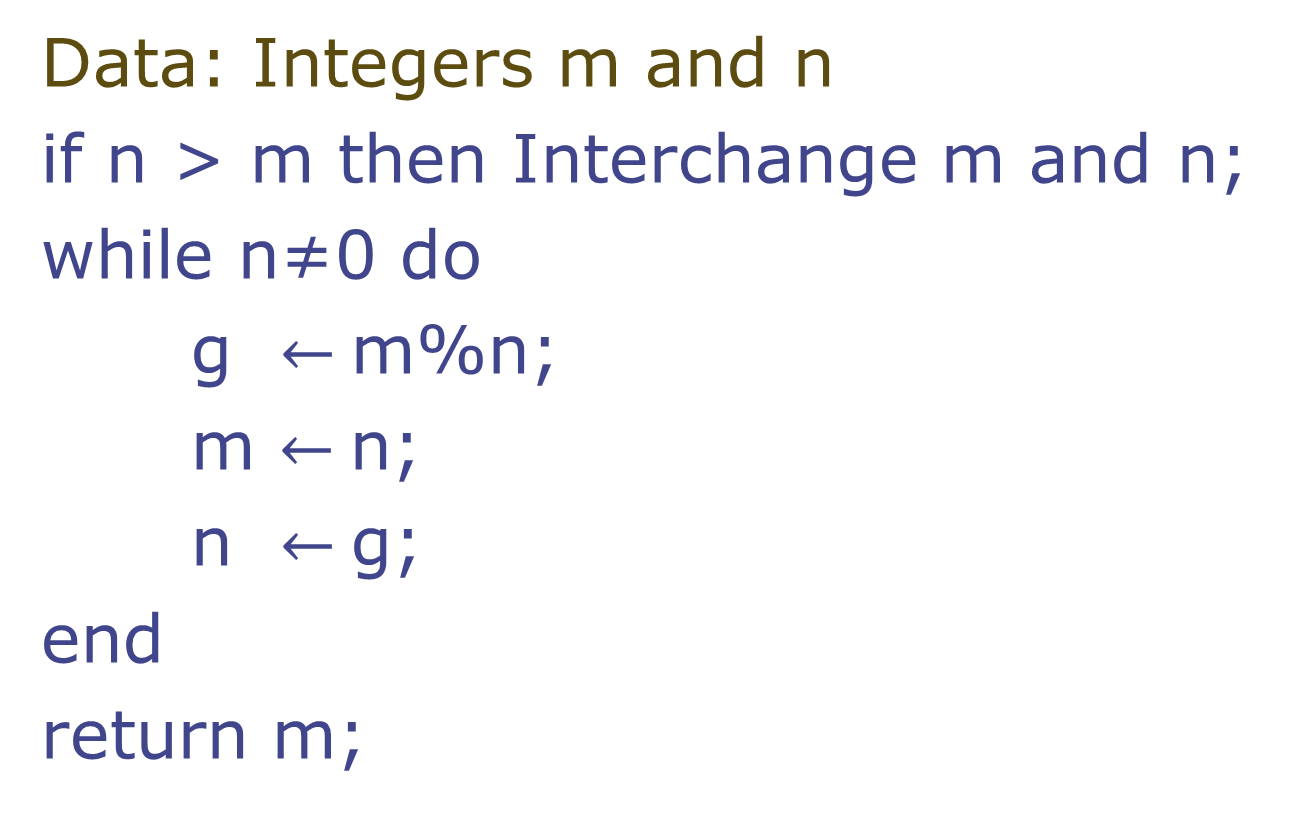 Data: Integers m and n
if n > m then Interchange m and n;
while n≠0 do
g ← m%n;
m ← n;
n ← g;
end
return m;